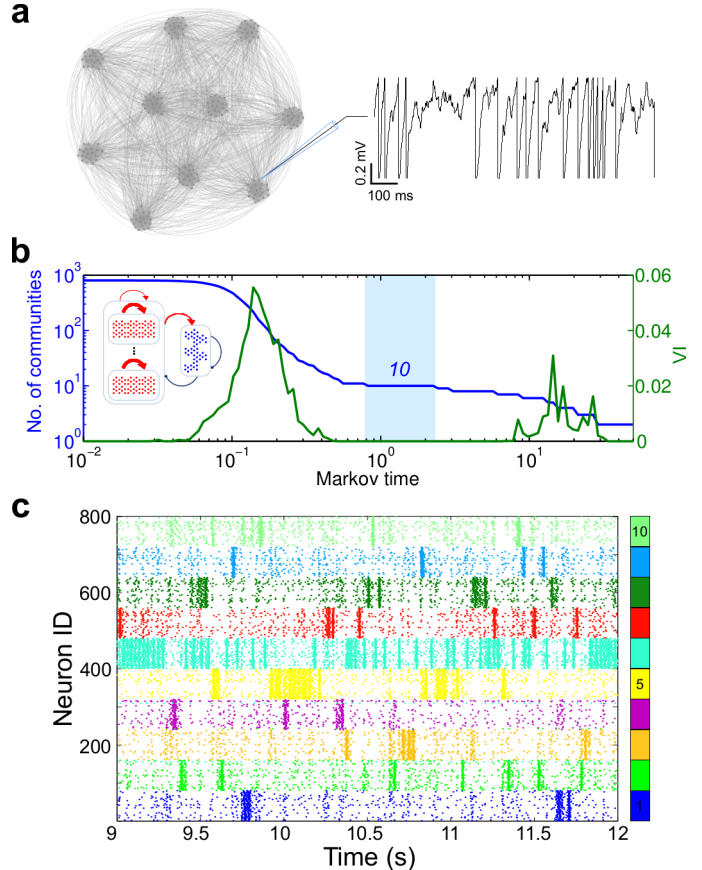 a
0.2 mV
100 ms
b
10³
10²
10¹
10⁰
No. of communities
10
0.06
0.04
0.02
0
VI
10⁻²
10⁻¹
10⁰
10¹
Markov time
c
800
600
400
200
Neuron ID
10
5
1
9
9.5
10
10.5
11
11.5
12
Time (s)